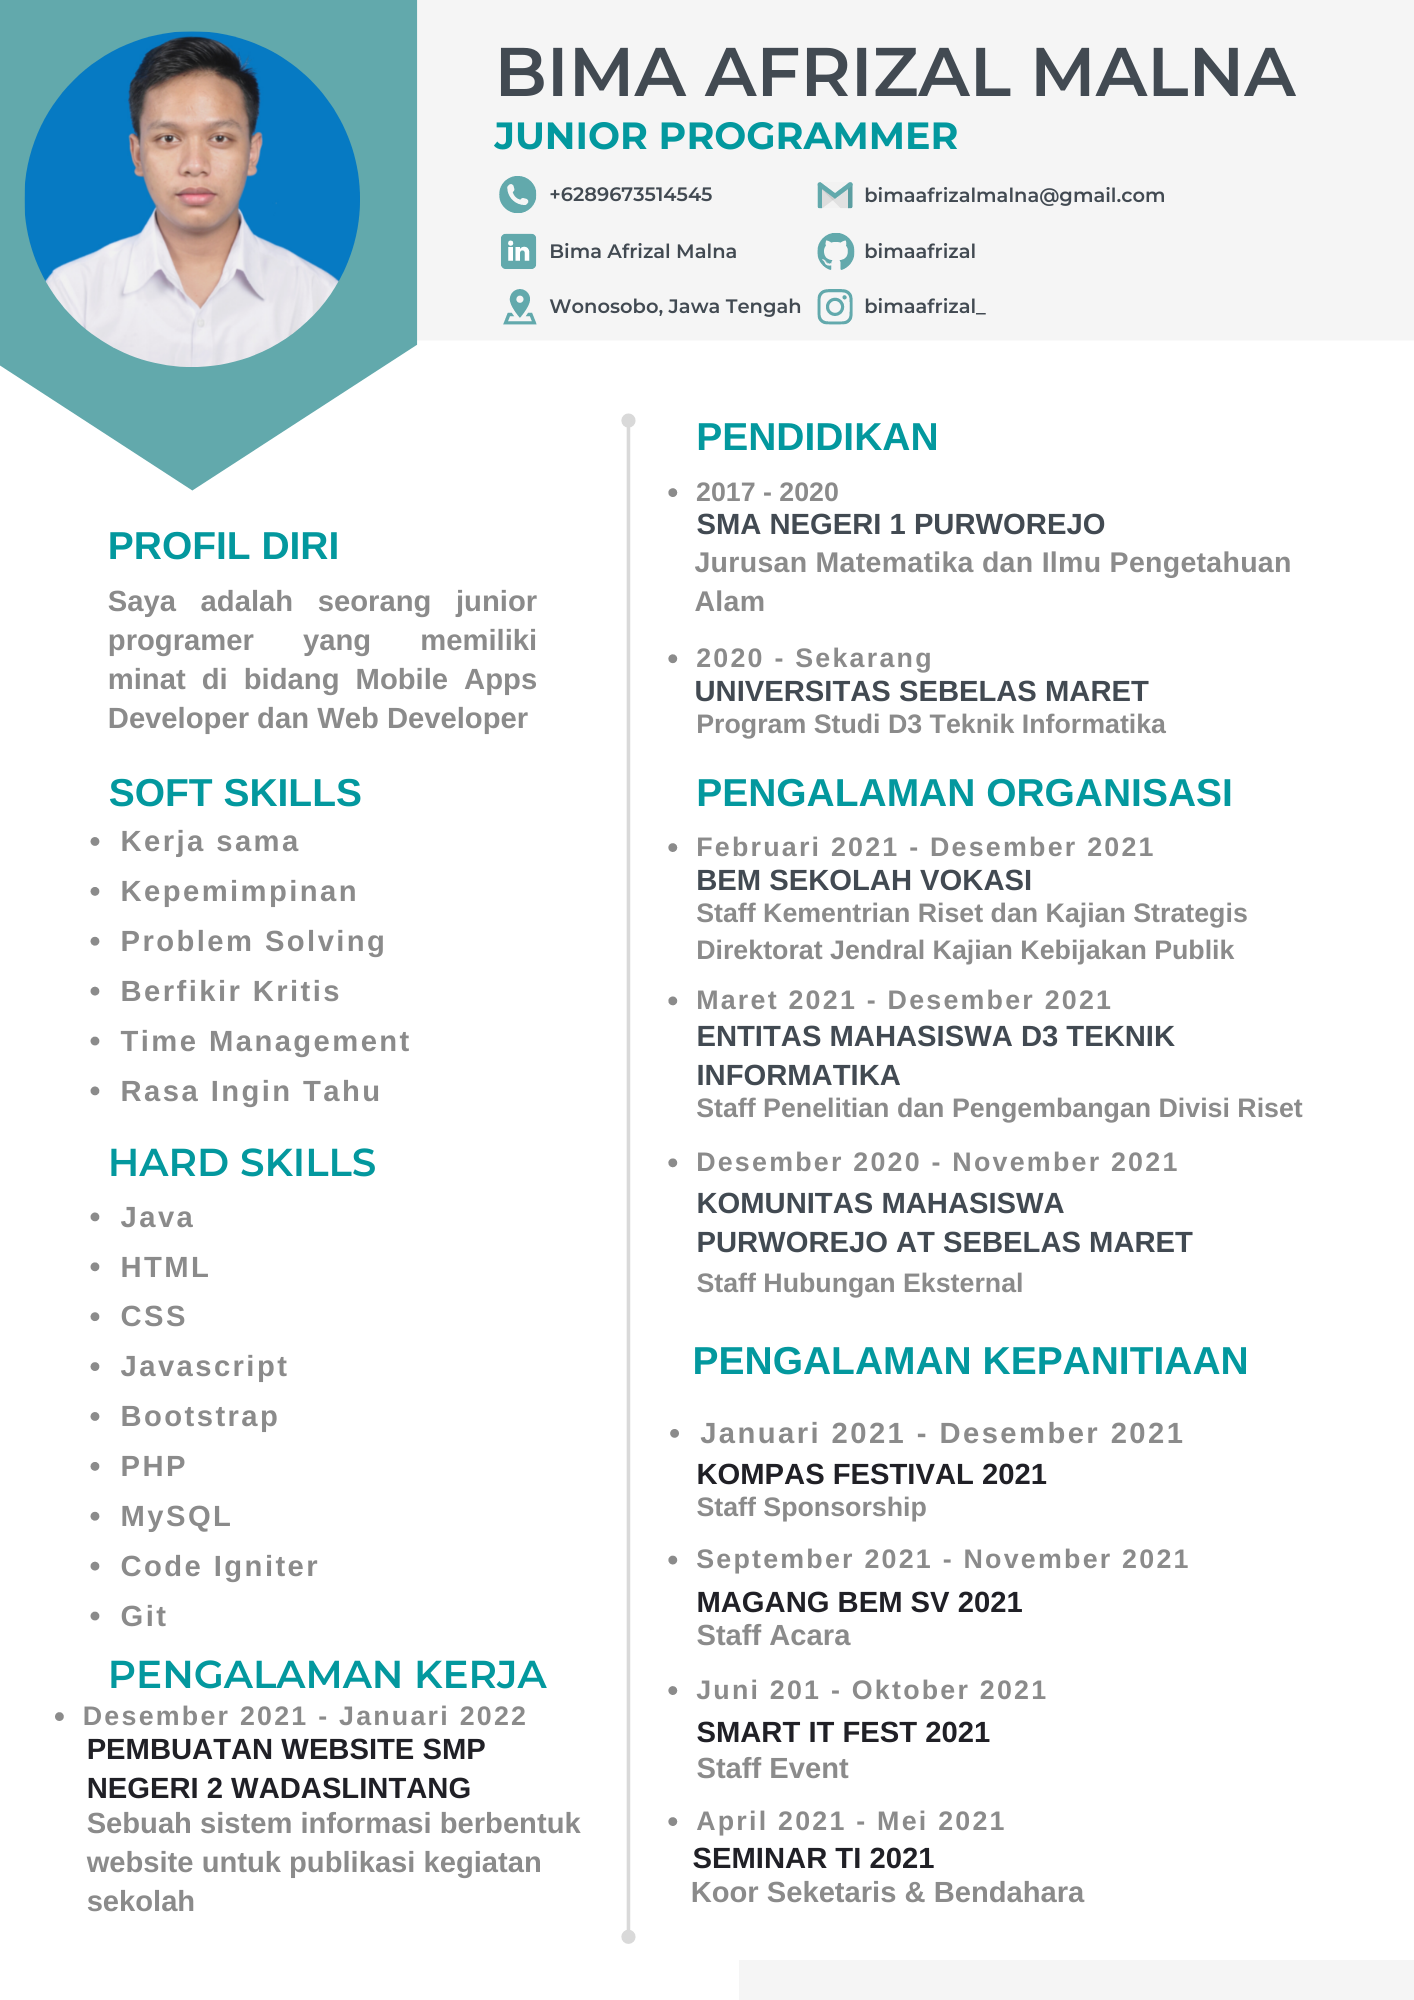 BIMA AFRIZAL MALNA
JUNIOR PROGRAMMER
+6289673514545
bimaafrizalmalna@gmail.com
Bima Afrizal Malna
bimaafrizal
Wonosobo, Jawa Tengah
bimaafrizal_
PROFIL DIRI
Saya adalah seorang junior
programer yang memiliki
minat di bidang Mobile Apps
Developer dan Web Developer
SOFT SKILLS
• Kerja sama
• Kepemimpinan
• Problem Solving
• Berfikir Kritis
• Time Management
• Rasa Ingin Tahu
HARD SKILLS
• Java
• HTML
• CSS
• Javascript
• Bootstrap
• PHP
• MySQL
• Code Igniter
• Git
PENGALAMAN KERJA
• Desember 2021 - Januari 2022
PEMBUATAN WEBSITE SMP
NEGERI 2 WADASLINTANG
Sebuah sistem informasi berbentuk
website untuk publikasi kegiatan
sekolah
PENDIDIKAN
• 2017 - 2020
SMA NEGERI 1 PURWOREJO
Jurusan Matematika dan Ilmu Pengetahuan
Alam
• 2020 - Sekarang
UNIVERSITAS SEBELAS MARET
Program Studi D3 Teknik Informatika
PENGALAMAN ORGANISASI
• Februari 2021 - Desember 2021
BEM SEKOLAH VOKASI
Staff Kementrian Riset dan Kajian Strategis
Direktorat Jendral Kajian Kebijakan Publik
• Maret 2021 - Desember 2021
ENTITAS MAHASISWA D3 TEKNIK
INFORMATIKA
Staff Penelitian dan Pengembangan Divisi Riset
• Desember 2020 - November 2021
KOMUNITAS MAHASISWA
PURWOREJO AT SEBELAS MARET
Staff Hubungan Eksternal
PENGALAMAN KEPANITIAAN
• Januari 2021 - Desember 2021
KOMPAS FESTIVAL 2021
Staff Sponsorship
• September 2021 - November 2021
MAGANG BEM SV 2021
Staff Acara
• Juni 201 - Oktober 2021
SMART IT FEST 2021
Staff Event
• April 2021 - Mei 2021
SEMINAR TI 2021
Koor Seketaris & Bendahara